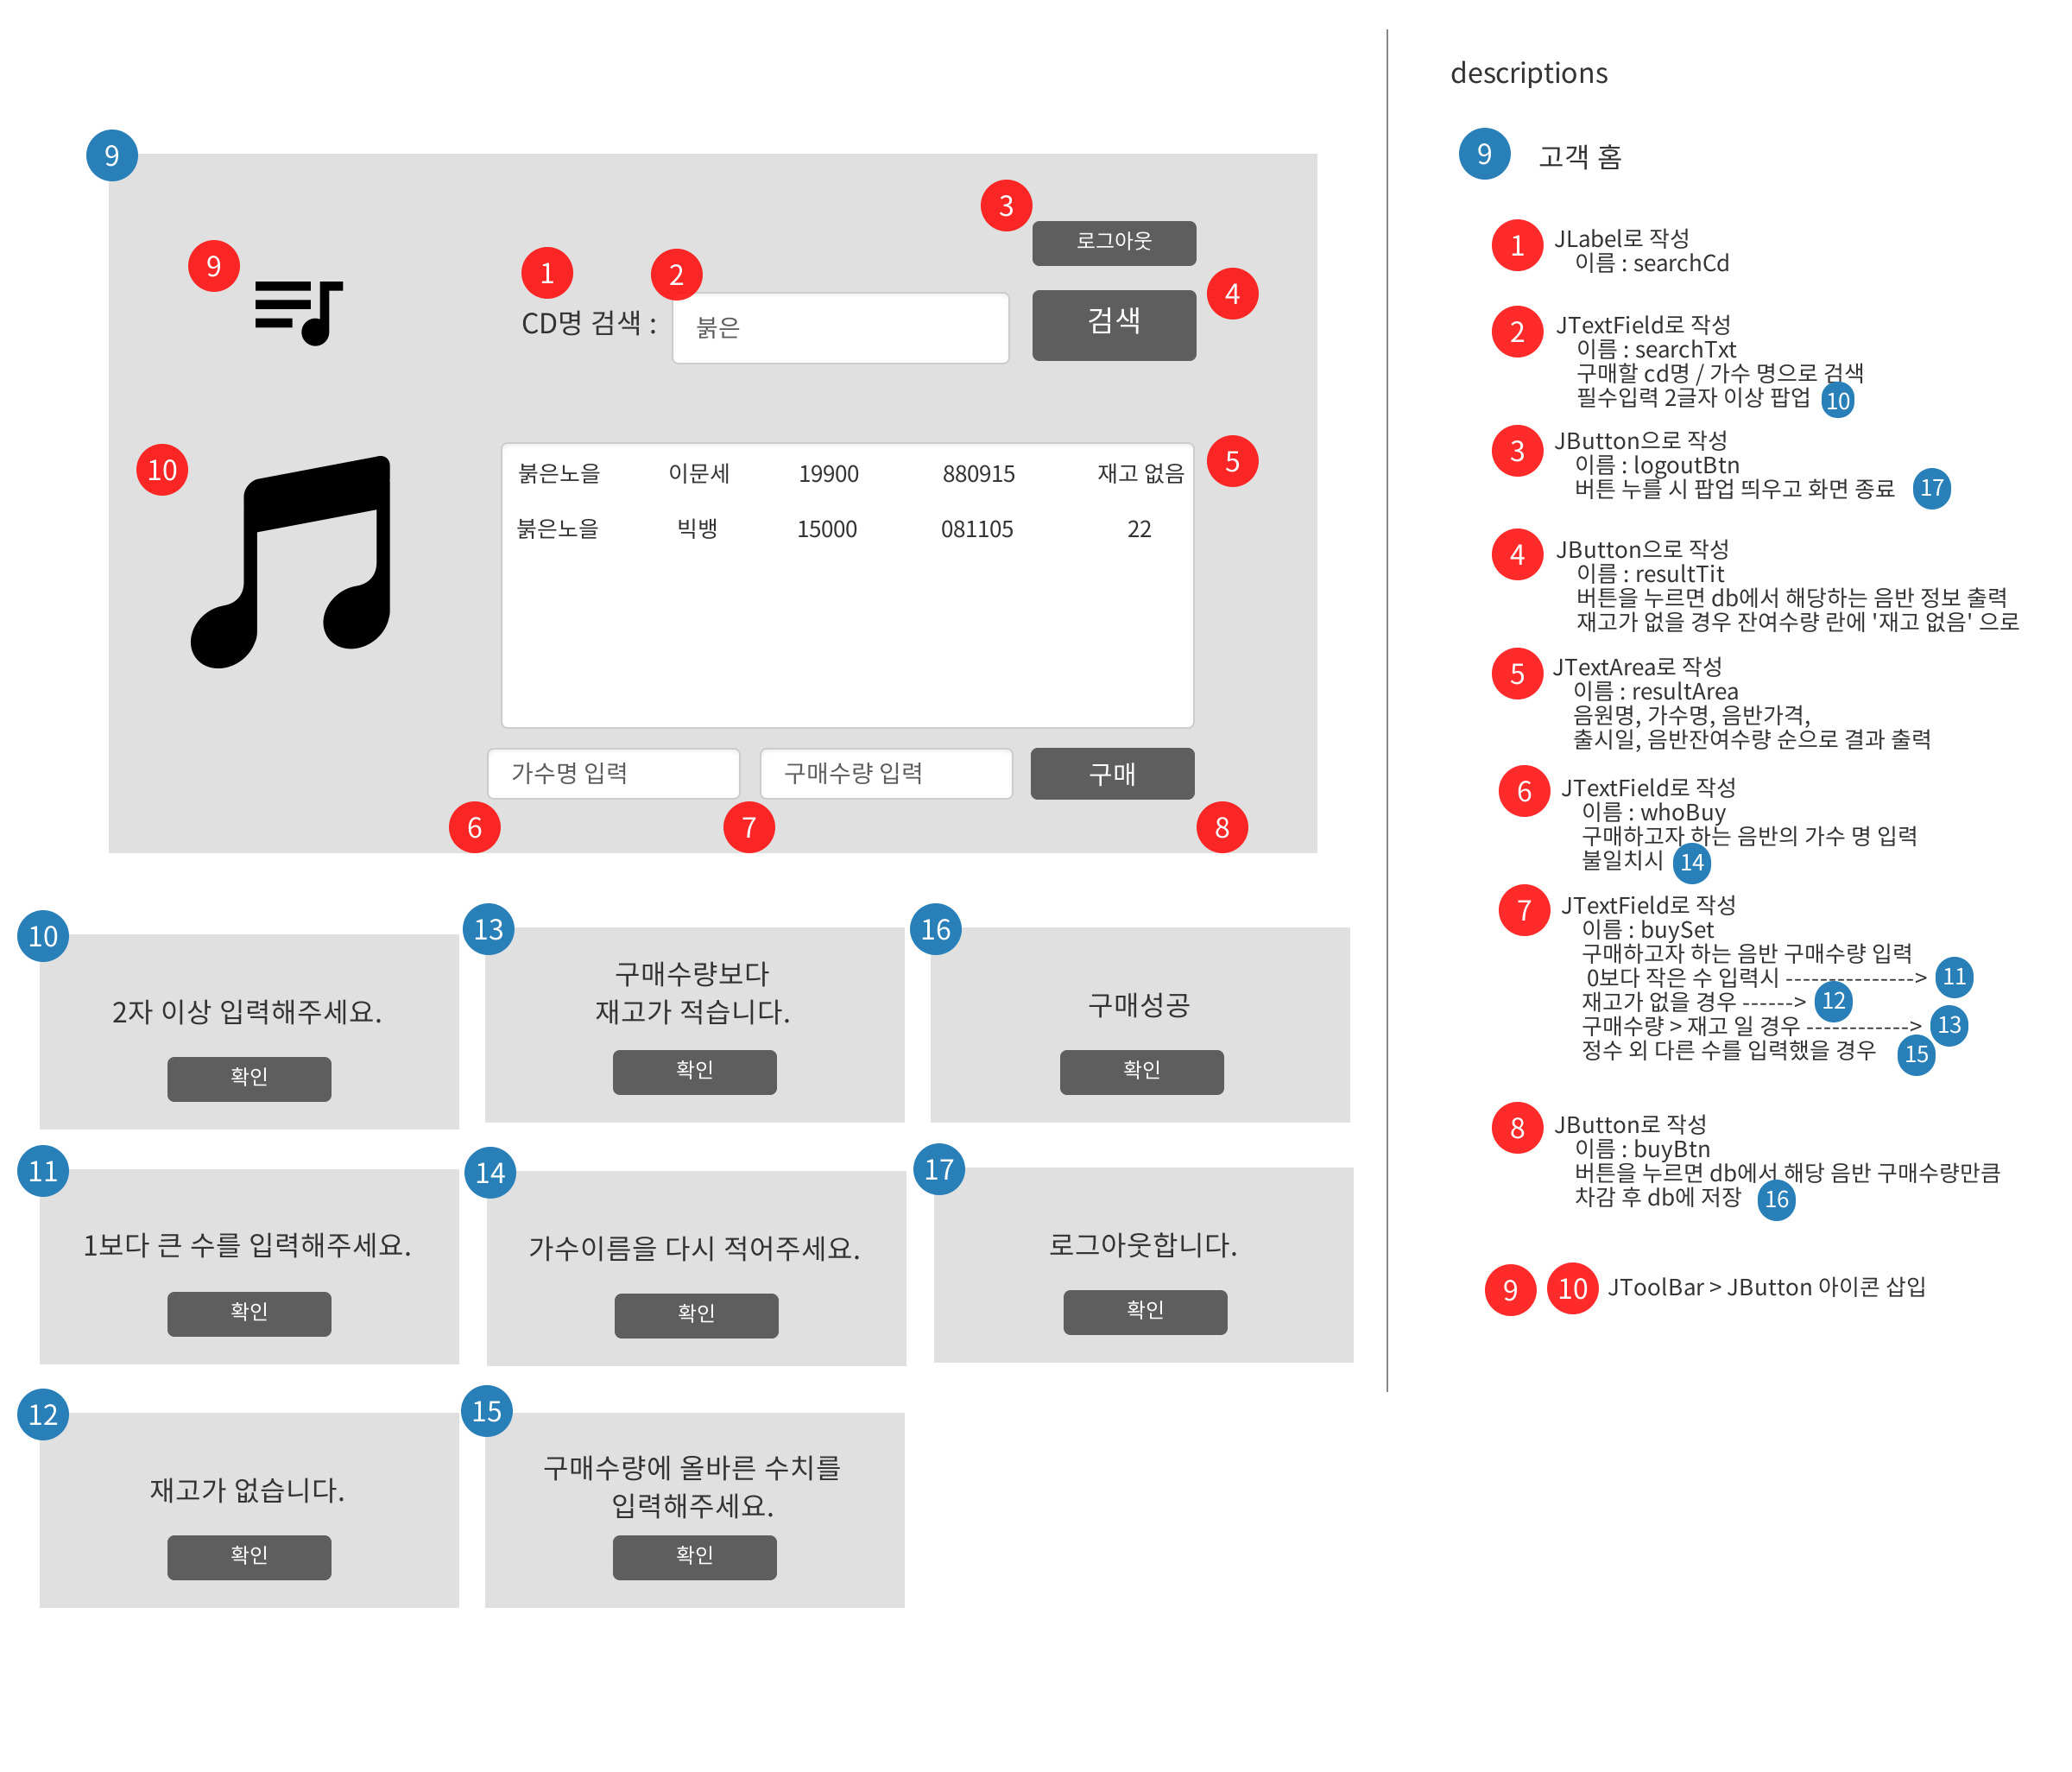 9
9
3
로그아웃
1
2
4
CD명 검색 :
붉은
검색
10
5
붉은노을 이문세 19900 880915 재고 없음
붉은노을 빅뱅 15000 081105 22
가수명 입력
구매수량 입력
구매
6
7
8
10
2자 이상 입력해주세요.
확인
13
구매수량보다
재고가 적습니다.
확인
16
구매성공
확인
11
1보다 큰 수를 입력해주세요.
확인
14
가수이름을 다시 적어주세요.
확인
17
로그아웃합니다.
확인
12
재고가 없습니다.
확인
15
구매수량에 올바른 수치를
입력해주세요.
확인
descriptions
9 고객 홈
1 JLabel로 작성
이름 : searchCd
2 JTextField로 작성
이름 : searchTxt
구매할 cd명 / 가수 명으로 검색
필수입력 2글자 이상 팝업 10
3 JButton으로 작성
이름 : logoutBtn
버튼 누를 시 팝업 띄우고 화면 종료 17
4 JButton으로 작성
이름 : resultTit
버튼을 누르면 db에서 해당하는 음반 정보 출력
재고가 없을 경우 잔여수량 란에 '재고 없음' 으로
5 JTextArea로 작성
이름 : resultArea
음원명, 가수명, 음반가격,
출시일, 음반잔여수량 순으로 결과 출력
6 JTextField로 작성
이름 : whoBuy
구매하고자 하는 음반의 가수 명 입력
불일치시 14
7 JTextField로 작성
이름 : buySet
구매하고자 하는 음반 구매수량 입력
0보다 작은 수 입력시 ---------------> 11
재고가 없을 경우 ------> 12
구매수량 > 재고 일 경우 ------------> 13
정수 외 다른 수를 입력했을 경우 15
8 JButton로 작성
이름 : buyBtn
버튼을 누르면 db에서 해당 음반 구매수량만큼
차감 후 db에 저장 16
9 10 JToolBar > JButton 아이콘 삽입